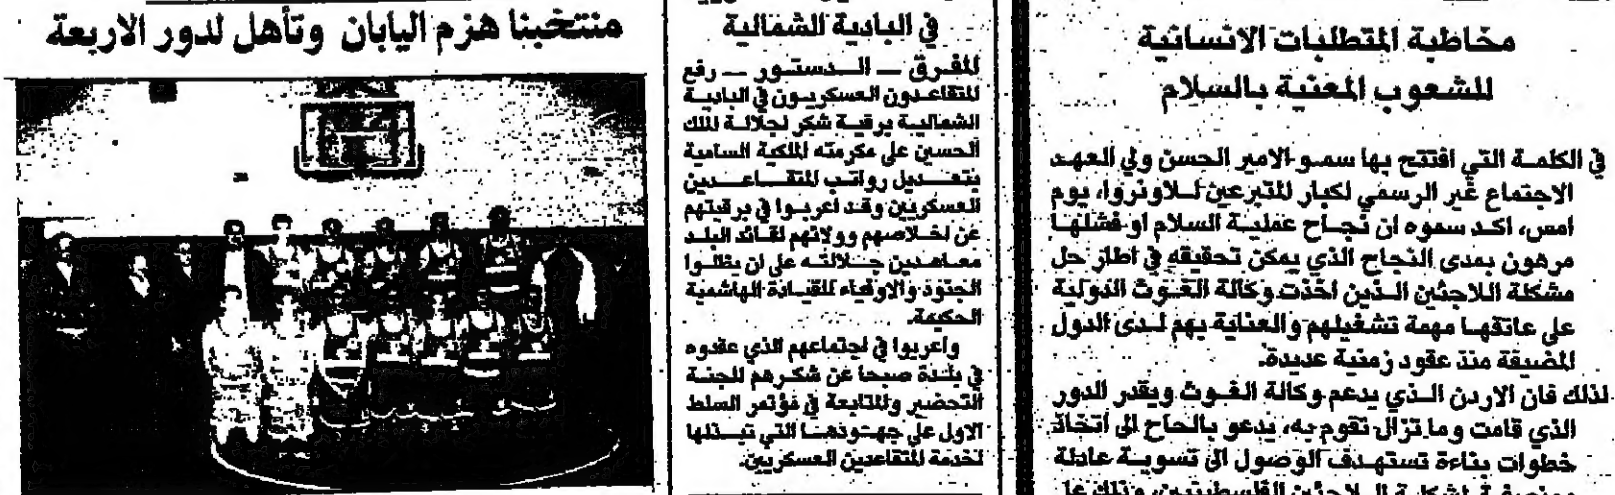 مخاطبة المتطلبات الانسانية
للشعوب المعنية بالسلام
في الكلمة التي افتتح بها سمو الامير الحسن ولي العهد
الاجتماع غير الرسمي لكبار المتبرعين للاونروا، يوم
امس، اكد سموه ان نجاح عملية السلام او فشلها
مرهون بمدى النجاح الذي يمكن تحقيقه في اطار حل
مشكلة اللاجئين الذين اخذت وكالة الغوث الدولية
على عاتقها مهمة تشغيلهم والعناية بهم لدى الدول
المضيفة منذ عقود زمنية عديدة.
لذلك فان الاردن الذي يدعم وكالة الغوث ويقدر الدور
الذي قامت وما تزال تقوم به، يدعو بالحاح الى اتخاذ
خطوات بناءة تستهدف الوصول الى تسوية عادلة
اللاجئين الفلسطينيين، وذلك
في البادية الشمالية
المفرق — الدستور — رفع
المتقاعدون العسكريون في البادية
الشمالية برقية شكر لجلالة الملك
الحسين على مكرمته الملكية السامية
بتعديل رواتب المتقاعدين
العسكريين وقد اعربوا في برقيتهم
عن اخلاصهم وولائهم لقائد البلد
معاهدين جلالته على ان يظلوا
الجنود والاوفياء للقيادة الهاشمية
الحكيمة.
واعربوا في اجتماعهم الذي عقدوه
في بلدة صبحا عن شكرهم للجنة
التحضير والمتابعة في مؤتمر السلط
الاول على جهودها التي تبذلها
لخدمة المتقاعدين العسكريين.
منتخبنا هزم اليابان وتأهل لدور الاربعة